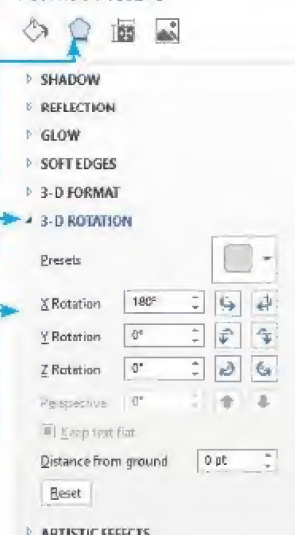 SHADOW
REFLECTION
GLOW
SOFT EDGES
3-D FORMAT
3-D ROTATION
Presets
X Rotation 180°
Y Rotation 0°
Z Rotation 0°
Perspective 0°
Keep text flat
Distance from ground 0 pt
Reset
ARTISTIC EFFECTS